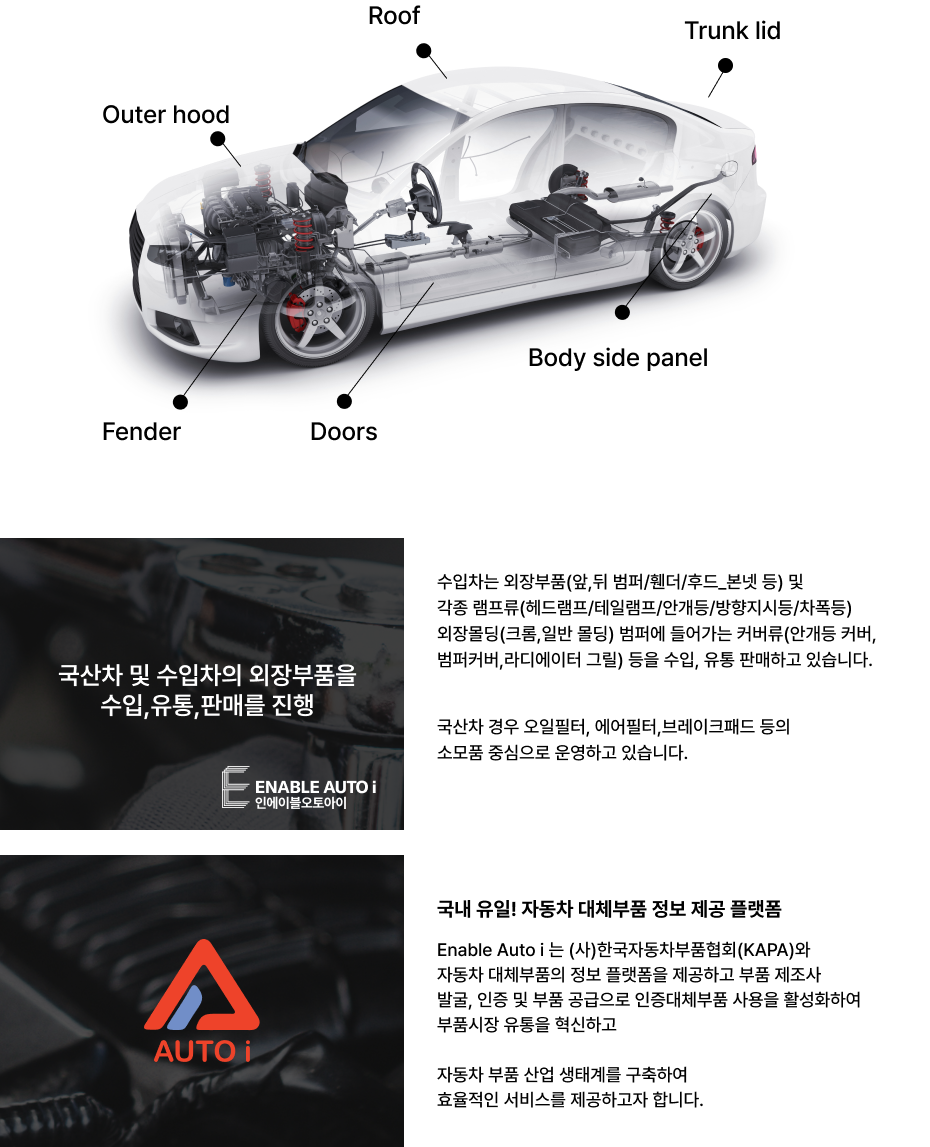 Roof
Trunk lid
Outer hood
Body side panel
Fender
Doors
국산차 및 수입차의 외장부품을
수입,유통,판매를 진행
ENABLE AUTO i
인에이블오토아이
수입차는 외장부품(앞,뒤 범퍼/휀더/후드_본넷 등) 및
각종 램프류(헤드램프/테일램프/안개등/방향지시등/차폭등)
외장몰딩(크롬,일반 몰딩) 범퍼에 들어가는 커버류(안개등 커버,
범퍼커버,라디에이터 그릴) 등을 수입, 유통 판매하고 있습니다.
국산차 경우 오일필터, 에어필터,브레이크패드 등의
소모품 중심으로 운영하고 있습니다.
AUTO i
국내 유일! 자동차 대체부품 정보 제공 플랫폼
Enable Auto i 는 (사)한국자동차부품협회(KAPA)와
자동차 대체부품의 정보 플랫폼을 제공하고 부품 제조사
발굴, 인증 및 부품 공급으로 인증대체부품 사용을 활성화하여
부품시장 유통을 혁신하고
자동차 부품 산업 생태계를 구축하여
효율적인 서비스를 제공하고자 합니다.